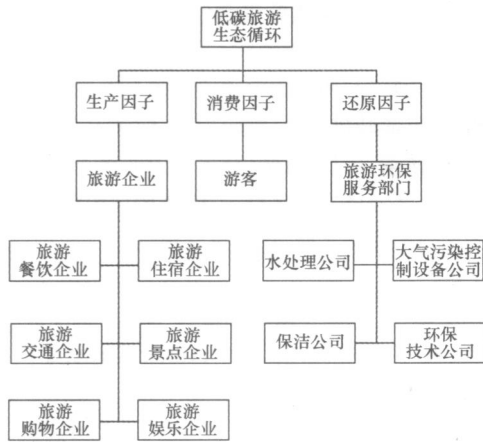 低碳旅游
生态循环
生产因子
消费因子
还原因子
旅游企业
游客
旅游环保
服务部门
旅游
餐饮企业
旅游
住宿企业
水处理公司
大气污染控
制设备公司
旅游
交通企业
旅游
景点企业
保洁公司
环保
技术公司
旅游
购物企业
旅游
娱乐企业